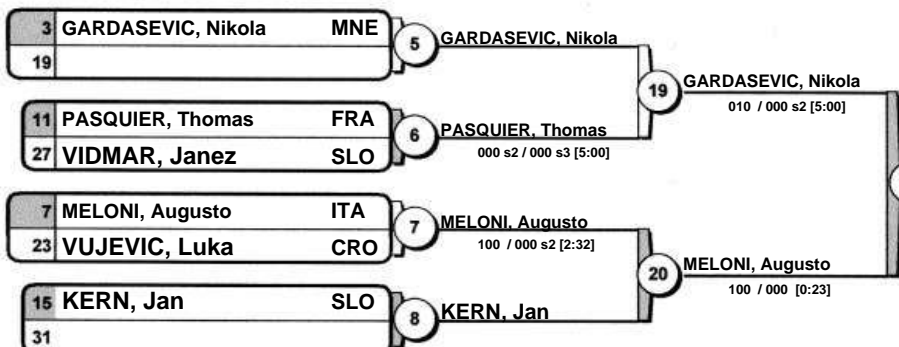 3 GARDASEVIC, Nikola MNE
19
5
GARDASEVIC, Nikola
11 PASQUIER, Thomas FRA
27 VIDMAR, Janez SLO
6
PASQUIER, Thomas
000 s2 / 000 s3 [5:00]
19
GARDASEVIC, Nikola
010 / 000 s2 [5:00]
7 MELONI, Augusto ITA
23 VUJEVIC, Luka CRO
7
MELONI, Augusto
100 / 000 s2 [2:32]
15 KERN, Jan SLO
31
8
KERN, Jan
20
MELONI, Augusto
100 / 000 [0:23]